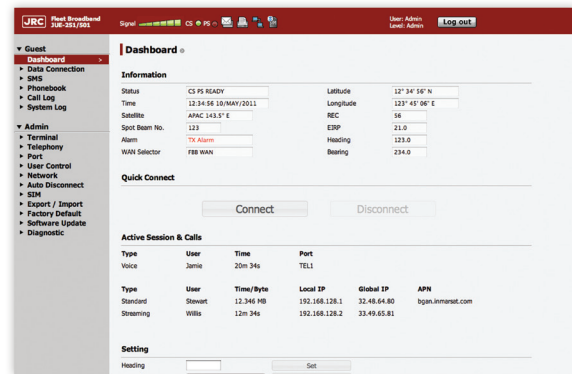 JRC Fleet Broadband JUE-251/501 Signal CS PS User: Admin Level: Admin Log out
▼ Guest
Dashboard >
► Data Connection
► SMS
► Phonebook
► Call Log
► System Log
▼ Admin
► Terminal
► Telephony
► Port
► User Control
► Network
► Auto Disconnect
► SIM
► Export / Import
► Factory Default
► Software Update
► Diagnostic
Dashboard
Information
Status CS PS READY Latitude 12° 34' 56" N
Time 12:34:56 10/MAY/2011 Longitude 123° 45' 06" E
Satellite APAC 143.5° E REC 56
Spot Beam No. 123 EIRP 21.0
Alarm TX Alarm Heading 123.0
WAN Selector FBB WAN Bearing 234.0
Quick Connect
Connect Disconnect
Active Session & Calls
Type User Time Port
Voice Jamie 20m 34s TEL1
Type User Time/Byte Local IP Global IP APN
Standard Stewart 12.346 MB 192.168.128.1 32.48.64.80 bgan.inmarsat.com
Streaming Willis 12m 34s 192.168.128.2 33.49.65.81
Setting
Heading Set